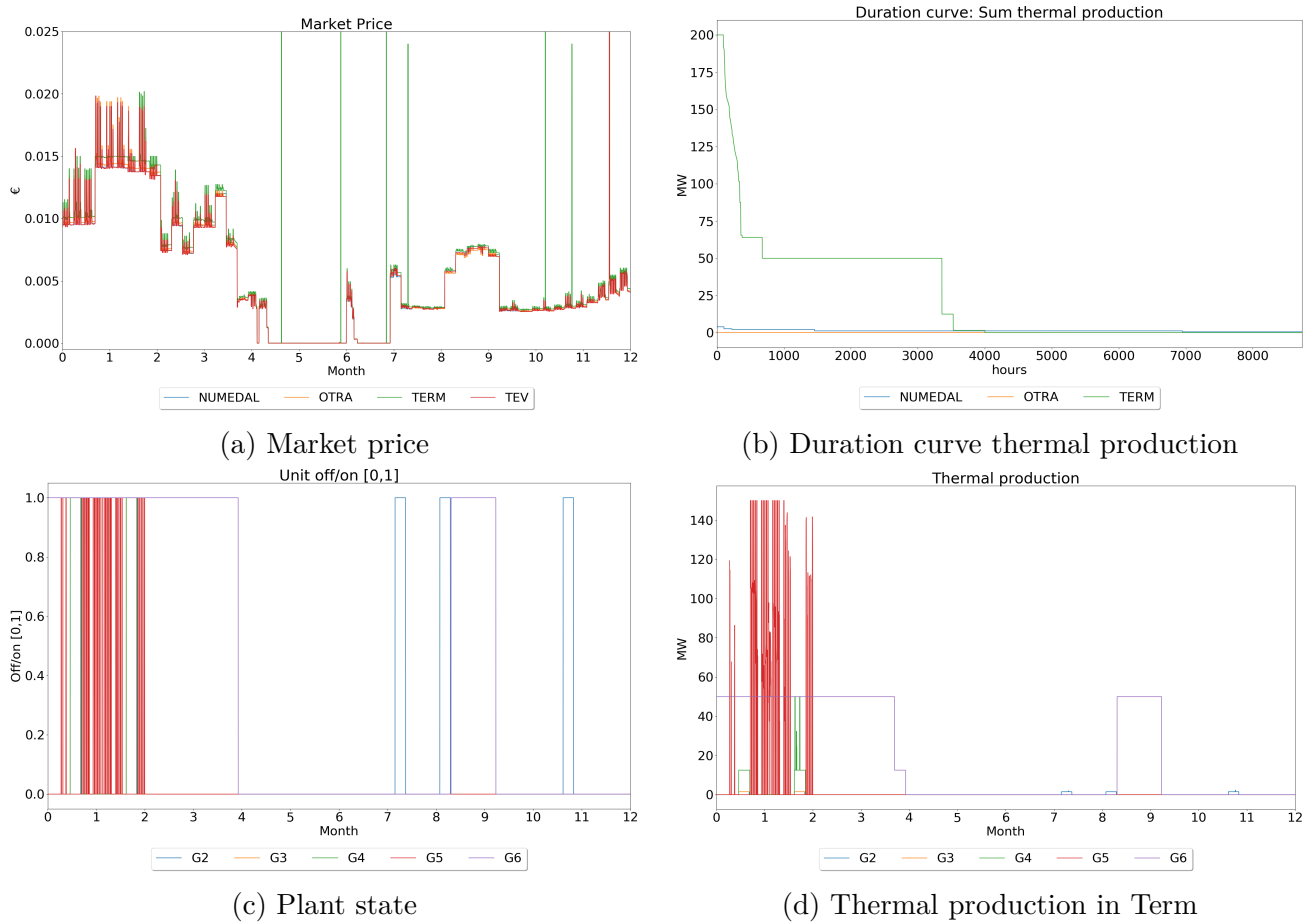 Market Price
€
0.025
0.020
0.015
0.010
0.005
0.000
0 1 2 3 4 5 6 7 8 9 10 11 12
Month
NUMEDAL OTRA TERM TEV
(a) Market price
Duration curve: Sum thermal production
MW
200
175
150
125
100
75
50
25
0
0 1000 2000 3000 4000 5000 6000 7000 8000
hours
NUMEDAL OTRA TERM
(b) Duration curve thermal production
Unit off/on [0,1]
Off/on [0,1]
1.0
0.8
0.6
0.4
0.2
0.0
0 1 2 3 4 5 6 7 8 9 10 11 12
Month
G2 G3 G4 G5 G6
(c) Plant state
Thermal production
MW
140
120
100
80
60
40
20
0
0 1 2 3 4 5 6 7 8 9 10 11 12
Month
G2 G3 G4 G5 G6
(d) Thermal production in Term